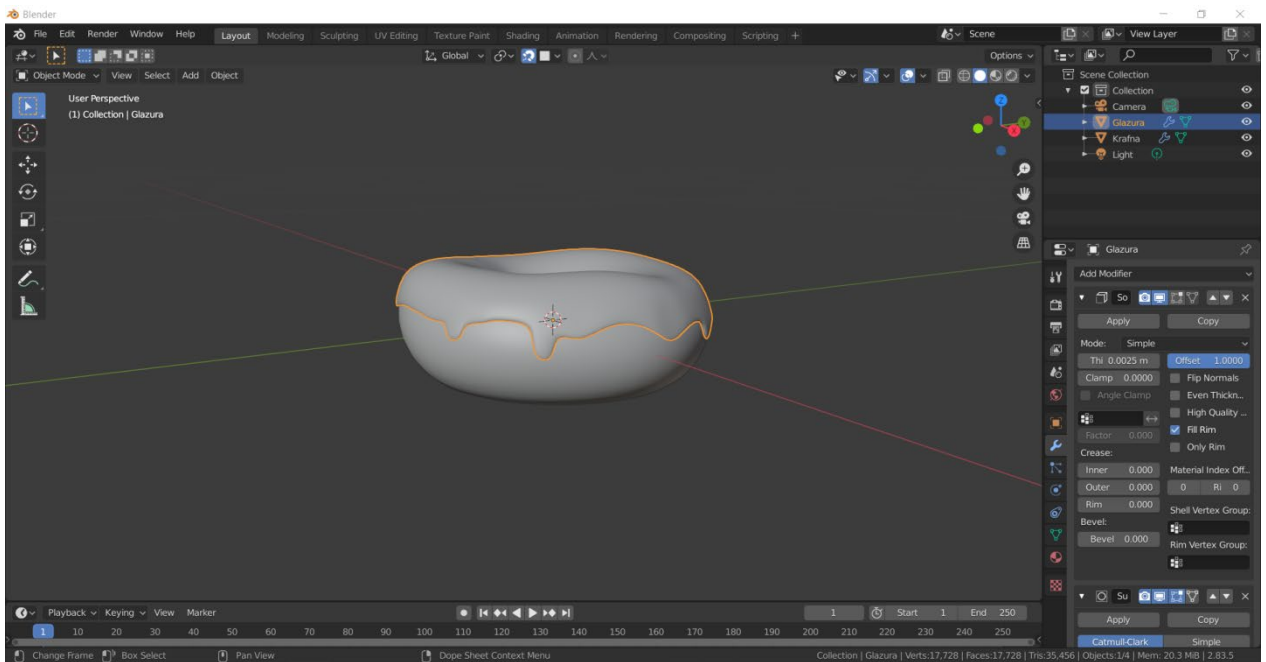 Blender
File Edit Render Window Help Layout Modeling Sculpting UV Editing Texture Paint Shading Animation Rendering Compositing Scripting + Scene View Layer
Global Options
Object Mode View Select Add Object
User Perspective
(1) Collection | Glazura
Z
Y
X
Scene Collection
Collection
Camera
Glazura
Krafna
Light
Glazura
Add Modifier
So
Apply Copy
Mode: Simple
Thi 0.0025 m Offset 1.0000
Clamp 0.0000 Flip Normals
Angle Clamp Even Thickn...
High Quality ...
Factor 0.000 Fill Rim
Crease: Only Rim
Inner 0.000 Material Index Off...
Outer 0.000 0 Ri 0
Rim 0.000 Shell Vertex Group:
Bevel:
Bevel 0.000 Rim Vertex Group:
Su
Apply Copy
Catmull-Clark Simple
Playback Keying View Marker 1 Start 1 End 250
1 10 20 30 40 50 60 70 80 90 100 110 120 130 140 150 160 170 180 190 200 210 220 230 240 250
Change Frame Box Select Pan View Dope Sheet Context Menu Collection | Glazura | Verts:17,728 | Faces:17,728 | Tris:35,456 | Objects:1/4 | Mem: 20.3 MiB | 2.83.5